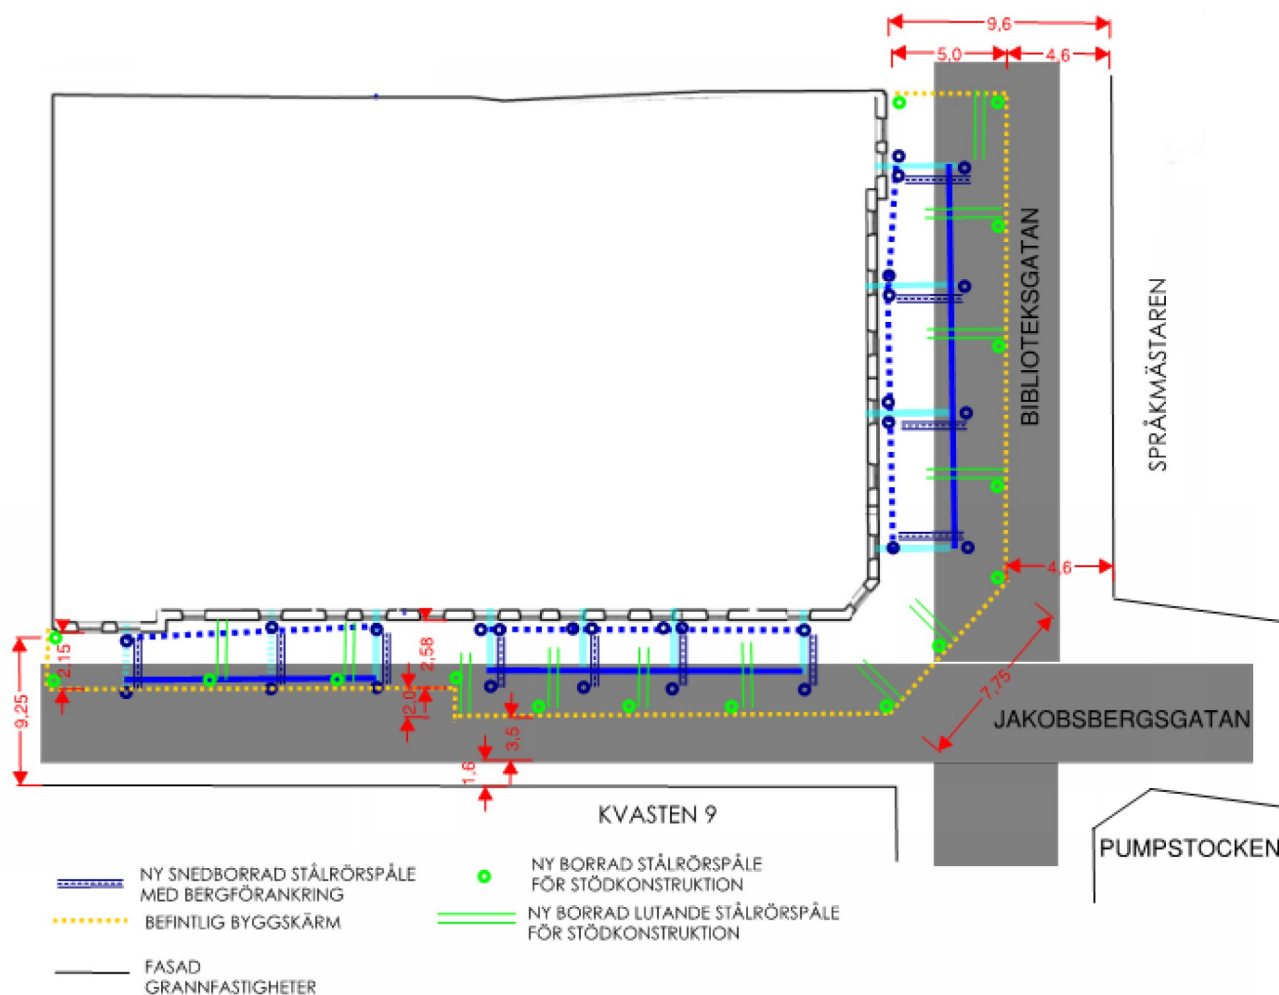 9,6
5,0
4,6
BIBLIOTEKSGATAN
SPRÅKMÄSTAREN
4,6
2,15
2,58
9,25
2,0
7,75
3,5
JAKOBSBERGSGATAN
1,6
KVASTEN 9
PUMPSTOCKEN
NY SNEDBORRAD STÅLRÖRSPÅLE
MED BERGFÖRANKRING
BEFINTLIG BYGGSKÄRM
FASAD
GRANNFASTIGHETER
NY BORRAD STÅLRÖRSPÅLE
FÖR STÖDKONSTRUKTION
NY BORRAD LUTANDE STÅLRÖRSPÅLE
FÖR STÖDKONSTRUKTION